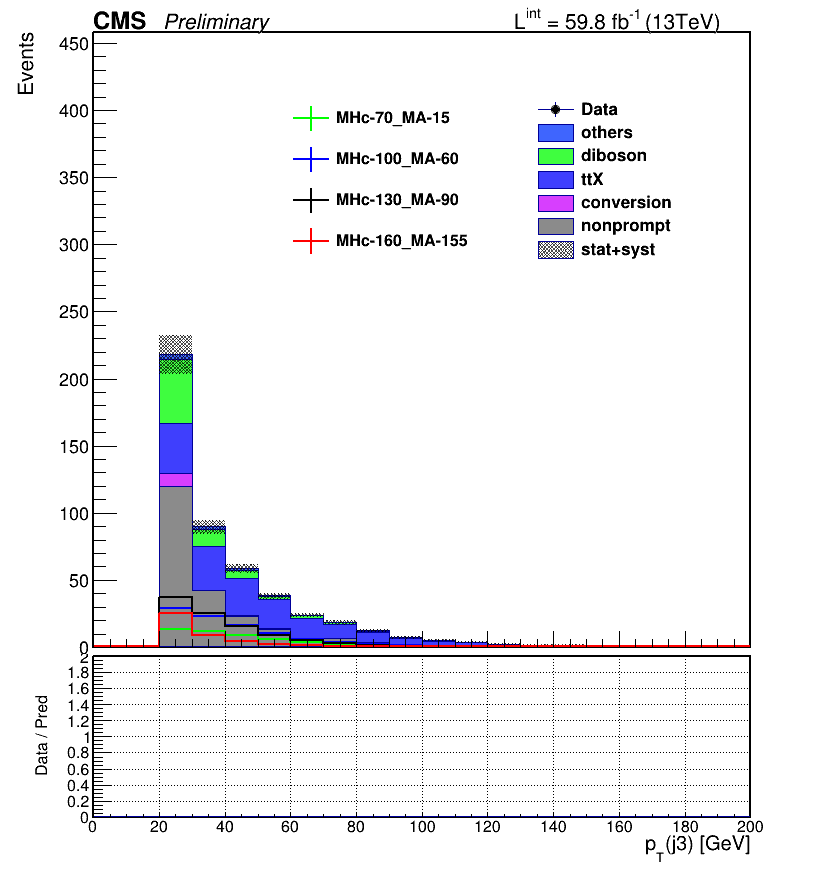 CMS Preliminary L^int = 59.8 fb^-1 (13TeV)
Events
450
400
350
300
250
200
150
100
50
0
MHc-70_MA-15
MHc-100_MA-60
MHc-130_MA-90
MHc-160_MA-155
Data
others
diboson
ttX
conversion
nonprompt
stat+syst
Data / Pred
2
1.8
1.6
1.4
1.2
1
0.8
0.6
0.4
0.2
0
0 20 40 60 80 100 120 140 160 180 200
p_T(j3) [GeV]